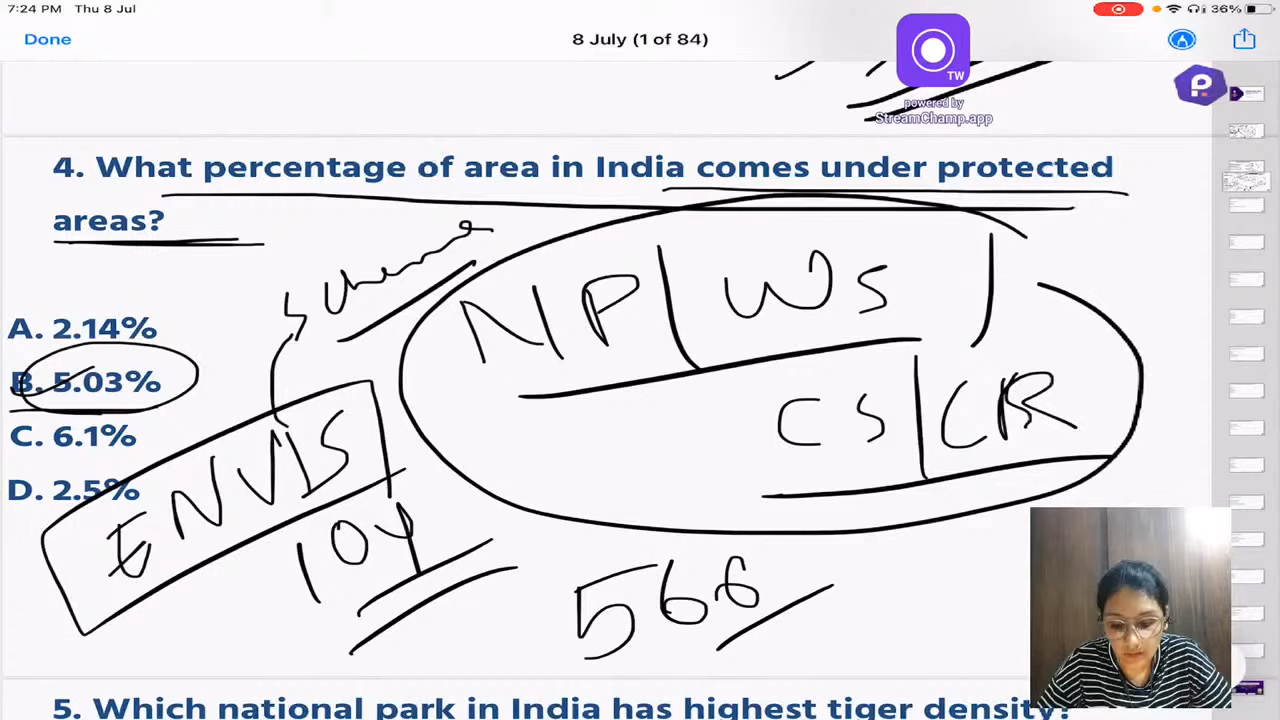 7:24 PM Thu 8 Jul
36%
Done
8 July (1 of 84)
TW
powered by
StreamChamp.app
P
4. What percentage of area in India comes under protected
areas?
scheme
NP WS
A. 2.14%
B. 5.03%
CS CR
C. 6.1%
ENVIS
D. 2.5%
104
566
5. Which national park in India has highest tiger density?